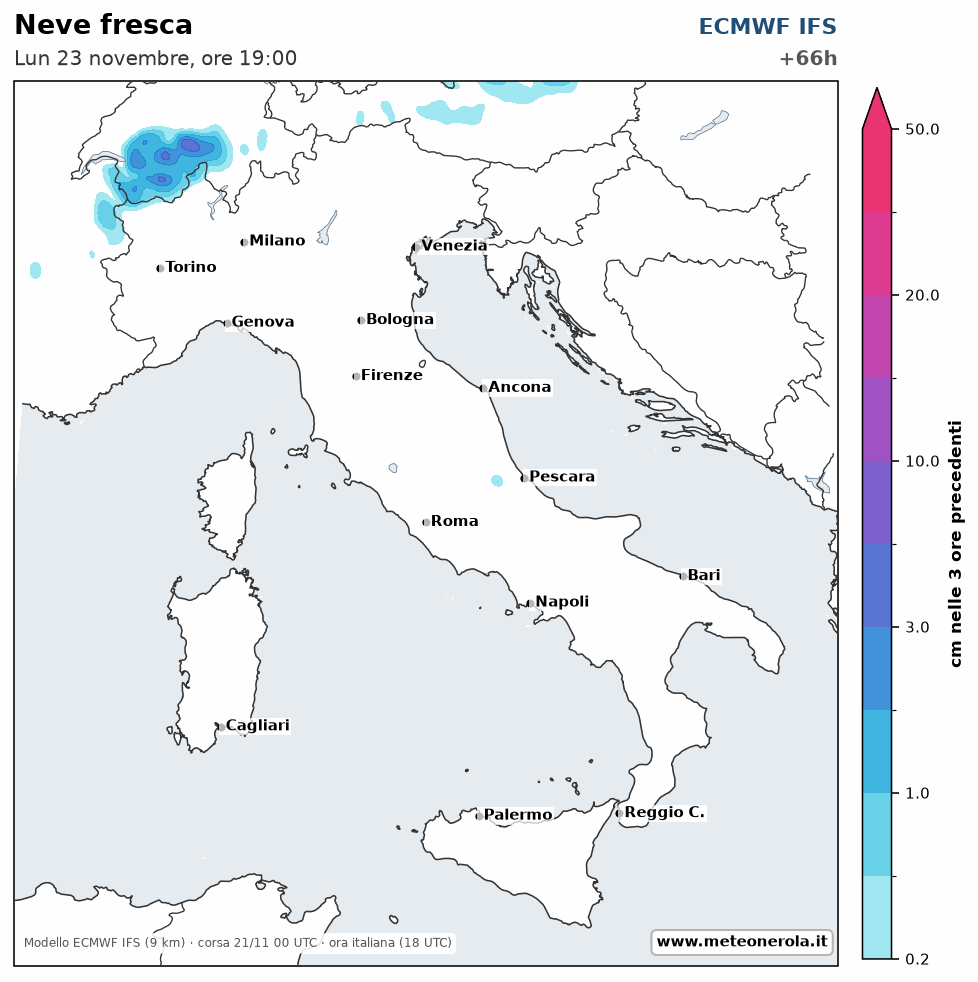 Neve fresca
ECMWF IFS
Lun 23 novembre, ore 19:00
+66h
50.0
20.0
10.0
3.0
1.0
0.2
cm nelle 3 ore precedenti
Milano
Venezia
Torino
Genova
Bologna
Firenze
Ancona
Pescara
Roma
Bari
Napoli
Cagliari
Palermo
Reggio C.
Modello ECMWF IFS (9 km) · corsa 21/11 00 UTC · ora italiana (18 UTC)
www.meteonerola.it